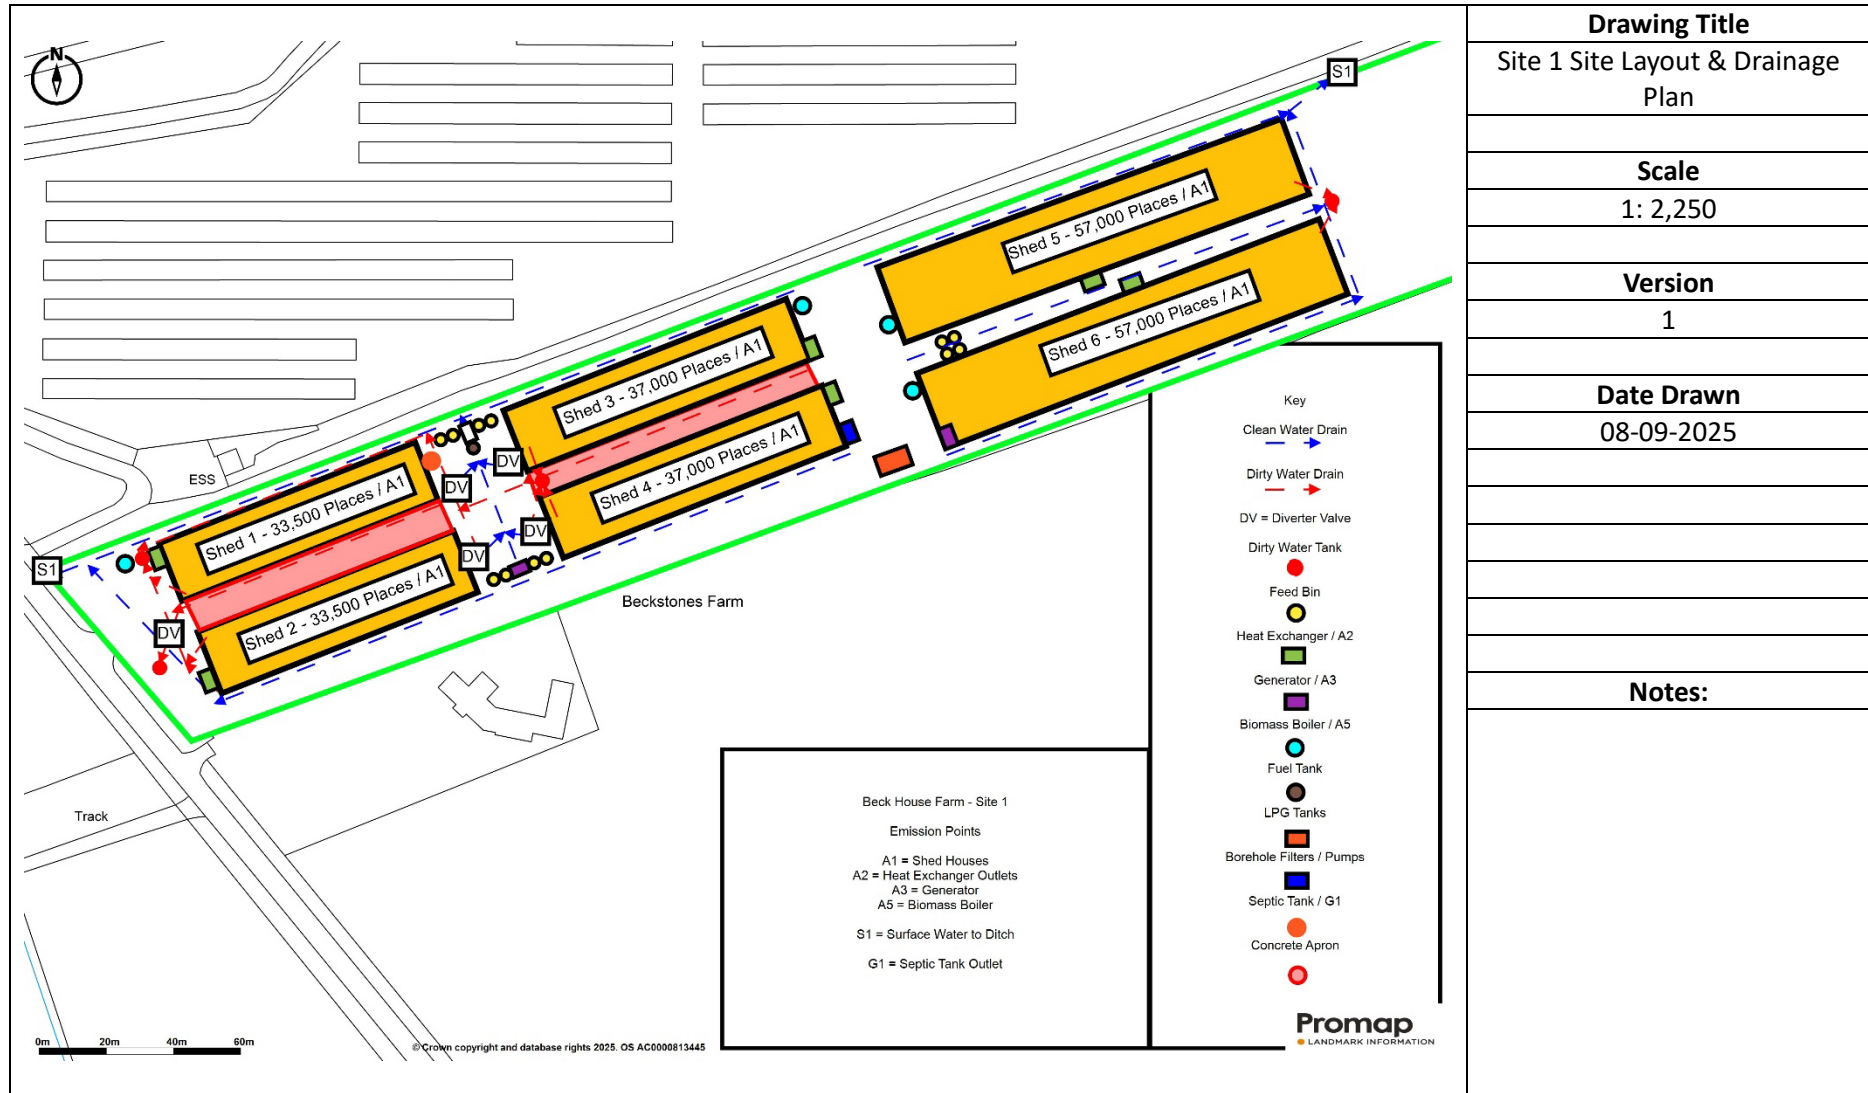 N
S1
Shed 5 - 57,000 Places / A1
Shed 6 - 57,000 Places / A1
Shed 3 - 37,000 Places / A1
Shed 4 - 37,000 Places / A1
ESS
DV
DV
DV
DV
Shed 1 - 33,500 Places / A1
Shed 2 - 33,500 Places / A1
S1
DV
Beckstones Farm
Track
Key
Clean Water Drain
Dirty Water Drain
DV = Diverter Valve
Dirty Water Tank
Feed Bin
Heat Exchanger / A2
Generator / A3
Biomass Boiler / A5
Fuel Tank
LPG Tanks
Borehole Filters / Pumps
Septic Tank / G1
Concrete Apron
Beck House Farm - Site 1
Emission Points
A1 = Shed Houses
A2 = Heat Exchanger Outlets
A3 = Generator
A5 = Biomass Boiler
S1 = Surface Water to Ditch
G1 = Septic Tank Outlet
0m 20m 40m 60m
© Crown copyright and database rights 2025. OS AC0000813445
Promap
LANDMARK INFORMATION
Drawing Title
Site 1 Site Layout & Drainage
Plan
Scale
1: 2,250
Version
1
Date Drawn
08-09-2025
Notes: